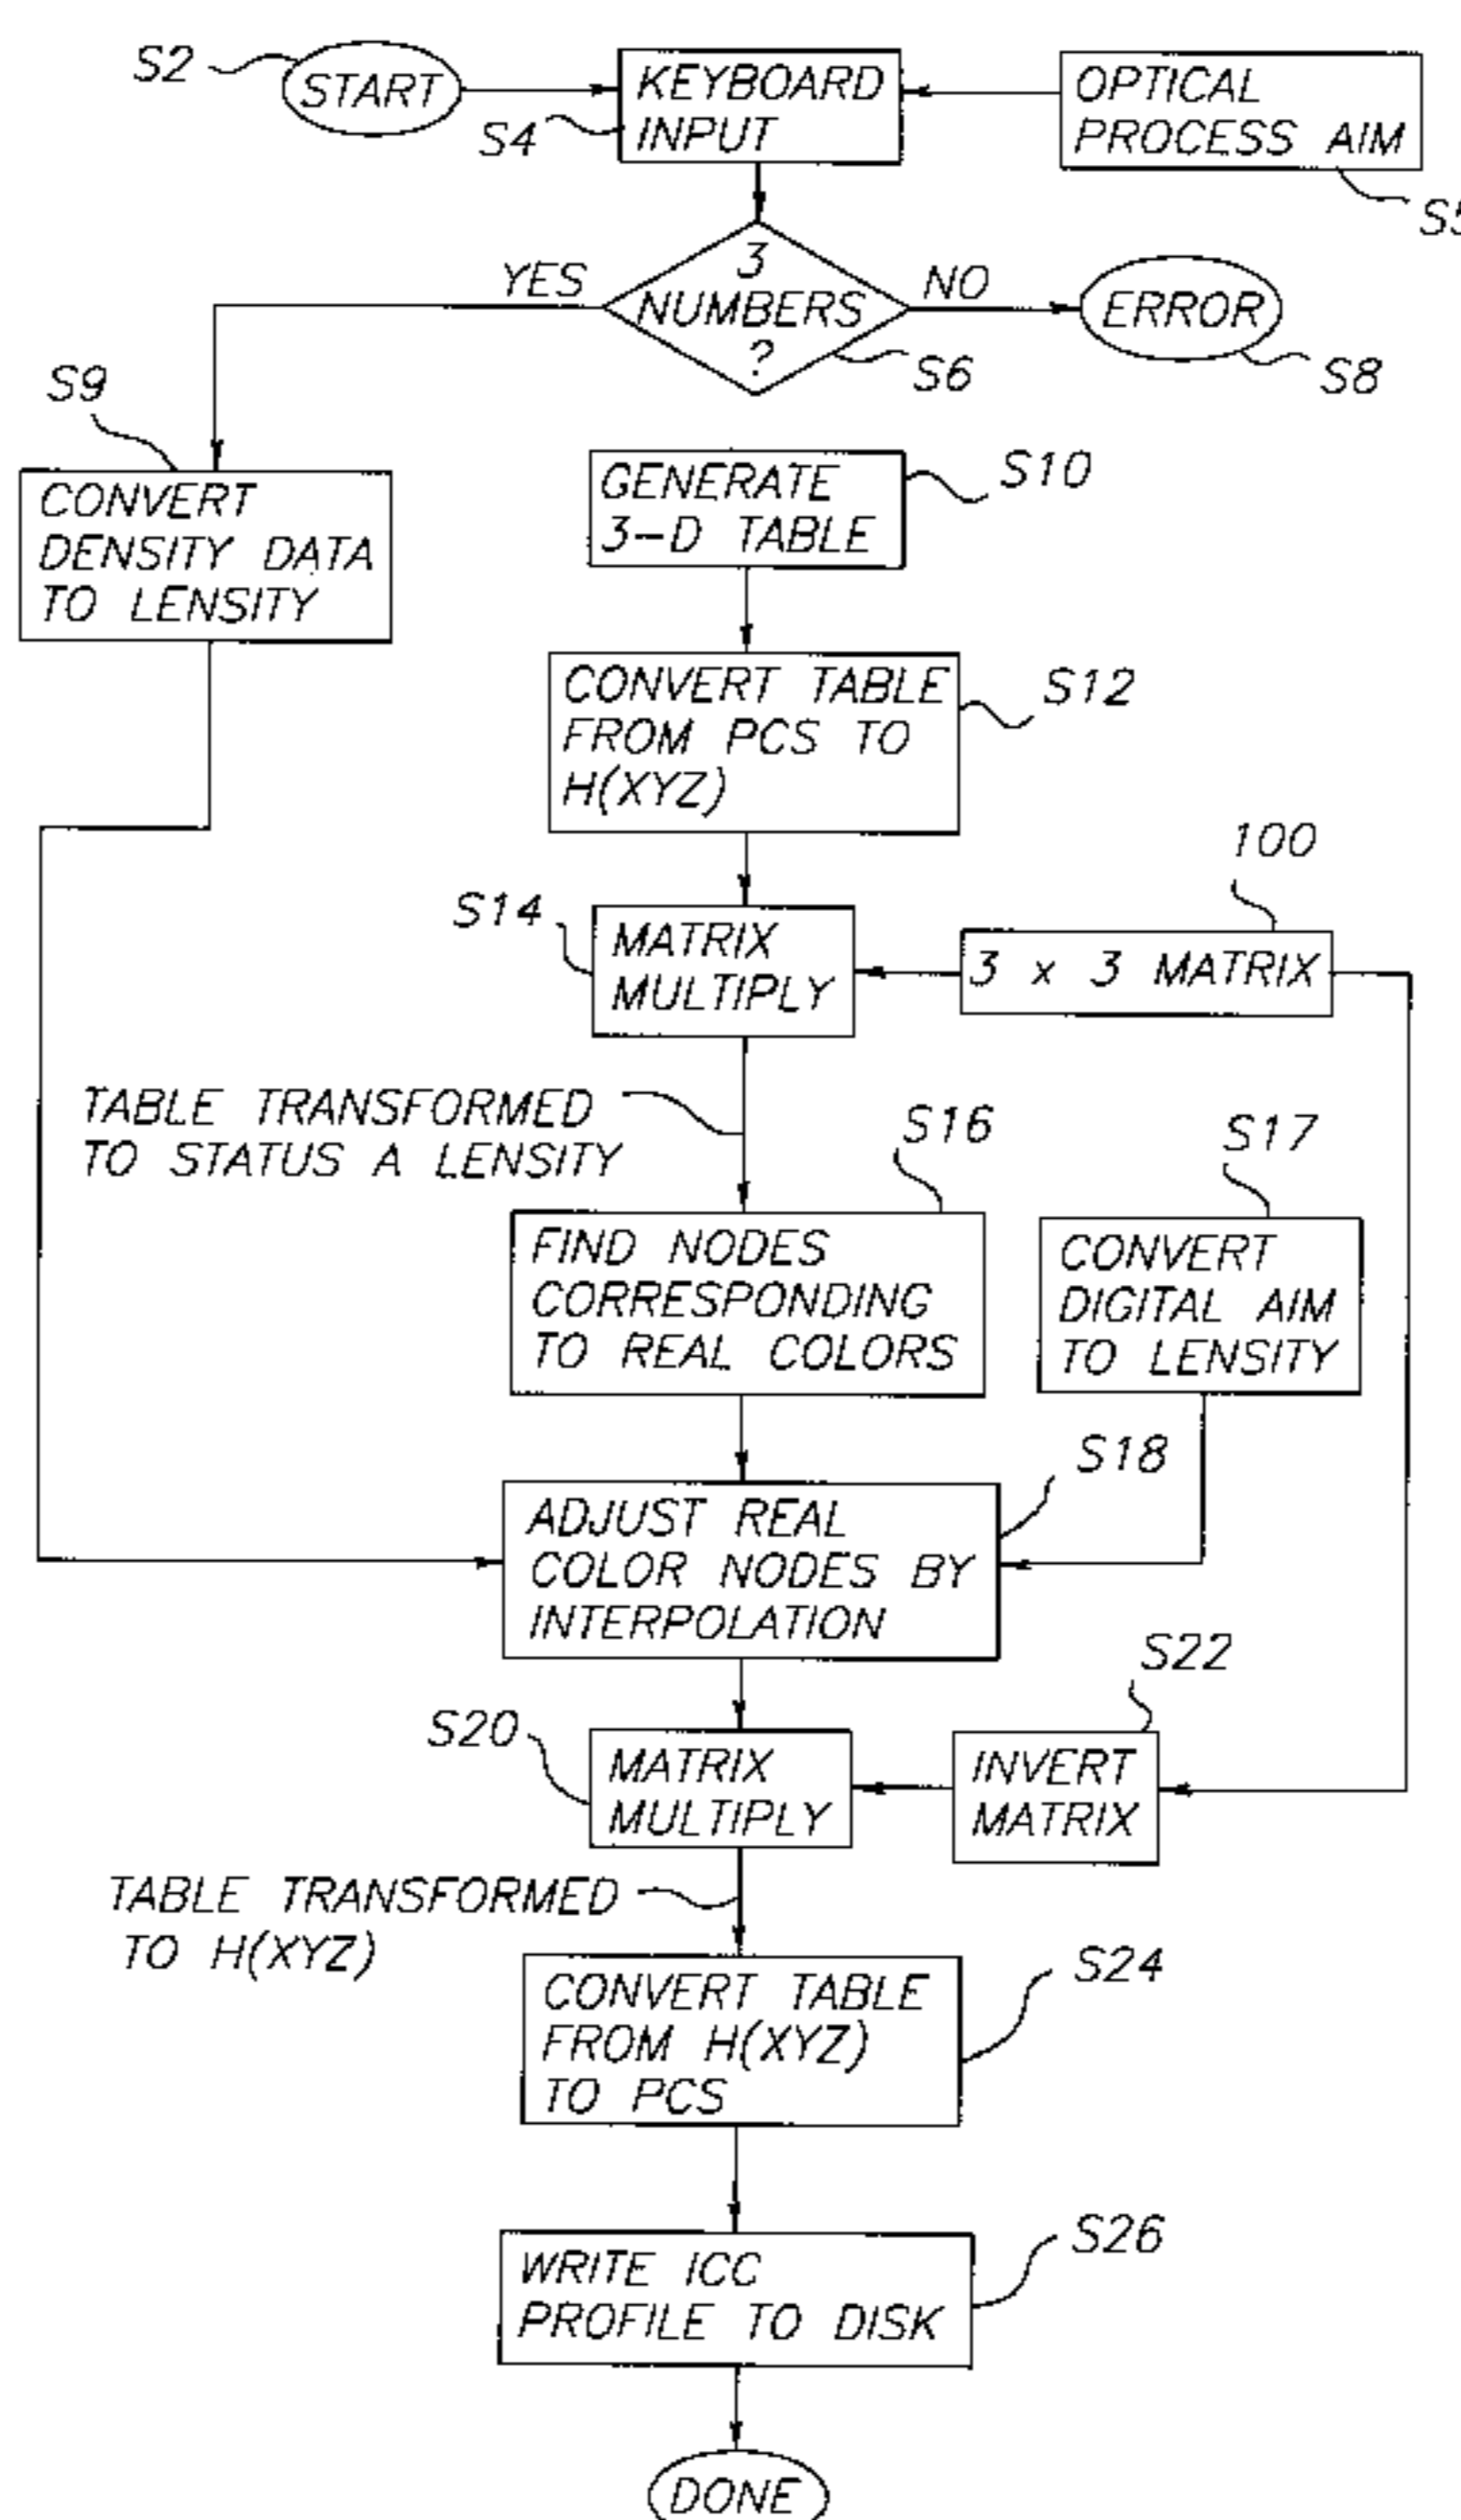 S2
START
KEYBOARD
INPUT
S4
OPTICAL
PROCESS AIM
S5
YES
3
NUMBERS
?
NO
ERROR
S6
S8
S9
CONVERT
DENSITY DATA
TO LENSITY
GENERATE
3-D TABLE
S10
CONVERT TABLE
FROM PCS TO
H(XYZ)
S12
S14
MATRIX
MULTIPLY
100
3 x 3 MATRIX
TABLE TRANSFORMED
TO STATUS A LENSITY
S16
FIND NODES
CORRESPONDING
TO REAL COLORS
S17
CONVERT
DIGITAL AIM
TO LENSITY
S18
ADJUST REAL
COLOR NODES BY
INTERPOLATION
S20
MATRIX
MULTIPLY
S22
INVERT
MATRIX
TABLE TRANSFORMED
TO H(XYZ)
S24
CONVERT TABLE
FROM H(XYZ)
TO PCS
S26
WRITE ICC
PROFILE TO DISK
DONE